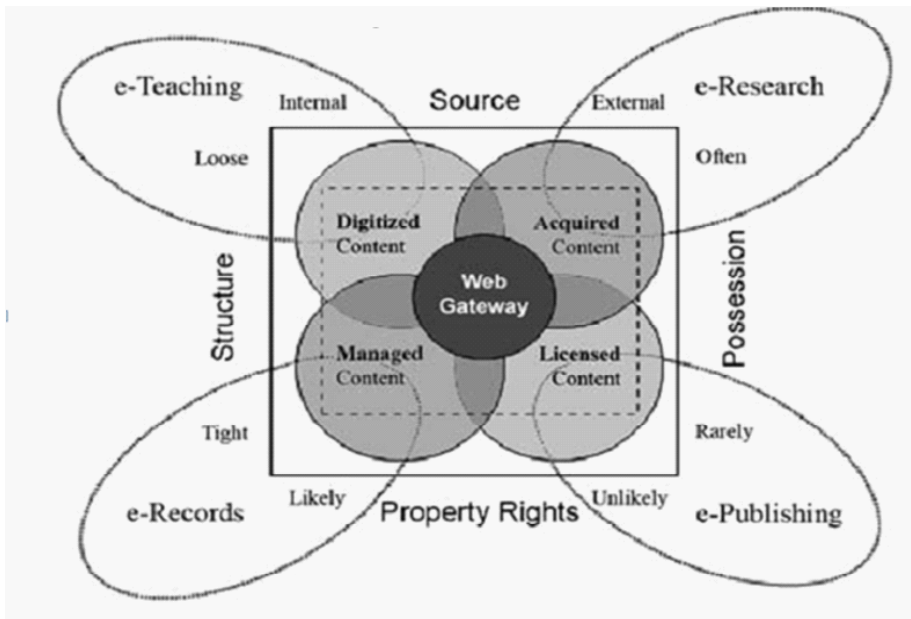 e-Teaching
Internal
Source
External
e-Research
Loose
Often
Digitized
Content
Acquired
Content
Structure
Web
Gateway
Possession
Managed
Content
Licensed
Content
Tight
Rarely
Likely
Unlikely
e-Records
Property Rights
e-Publishing